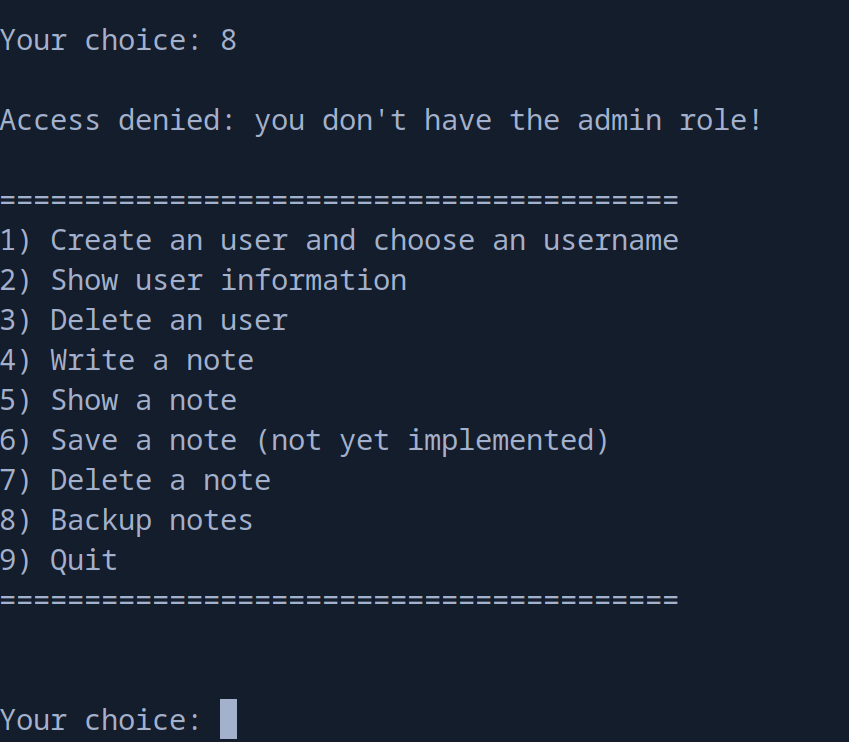 Your choice: 8
Access denied: you don't have the admin role!
========================================
1) Create an user and choose an username
2) Show user information
3) Delete an user
4) Write a note
5) Show a note
6) Save a note (not yet implemented)
7) Delete a note
8) Backup notes
9) Quit
========================================
Your choice: